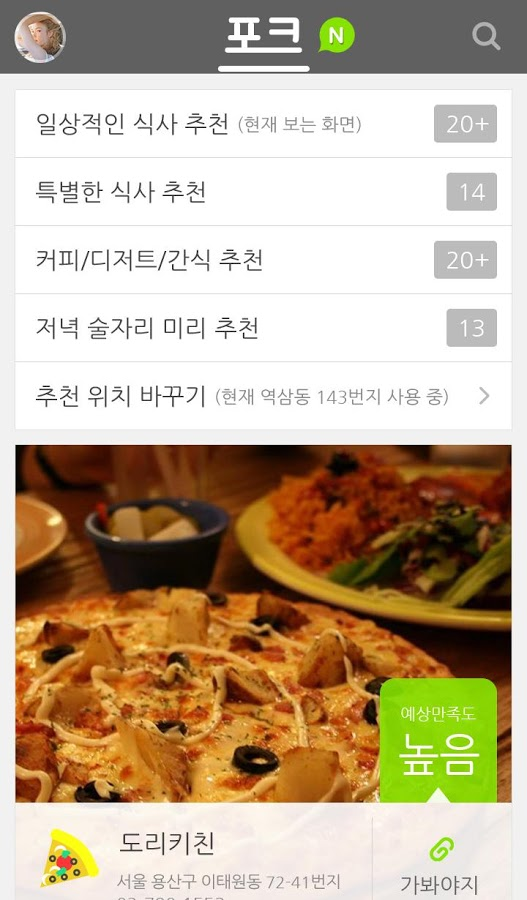 포크 N
일상적인 식사 추천 (현재 보는 화면) 20+
특별한 식사 추천 14
커피/디저트/간식 추천 20+
저녁 술자리 미리 추천 13
추천 위치 바꾸기 (현재 역삼동 143번지 사용 중)
예상만족도
높음
도리키친
서울 용산구 이태원동 72-41번지
가봐야지